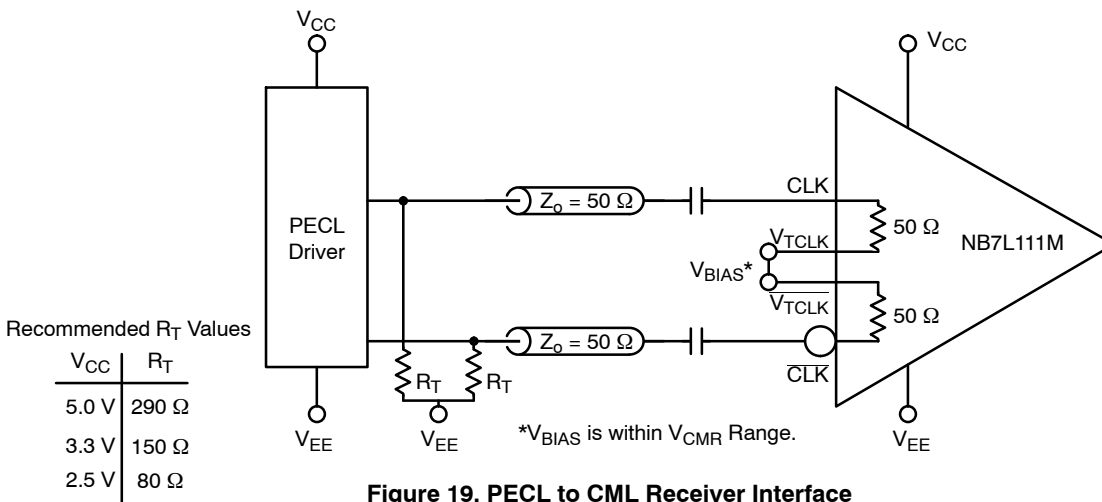 V_CC
V_CC
PECL
Driver
Z_o = 50 Ω
CLK
50 Ω
V_TCLK
V_BIAS*
NB7L111M
V̅_TCLK̅
50 Ω
Z_o = 50 Ω
C̅L̅K̅
R_T
R_T
V_EE
V_EE
V_EE
*V_BIAS is within V_CMR Range.
Recommended R_T Values
V_CC R_T
5.0 V 290 Ω
3.3 V 150 Ω
2.5 V 80 Ω
Figure 19. PECL to CML Receiver Interface